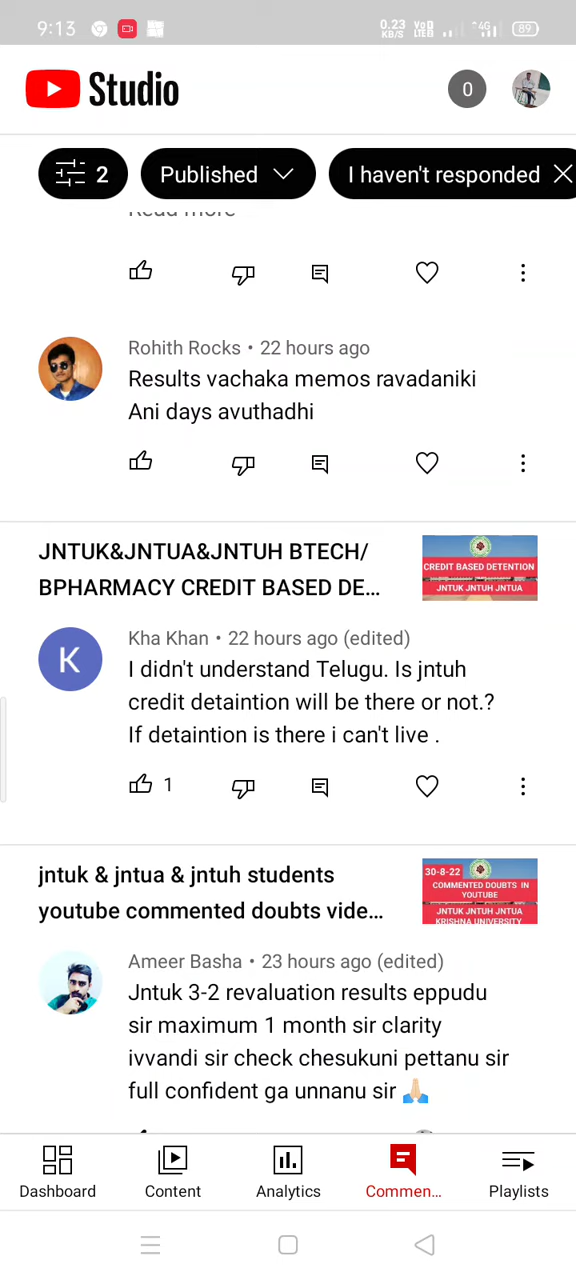 9:13
0.23
KB/S
VoD
LTE2
4G
89
Studio
0
2
Published
I haven't responded
Read more
Rohith Rocks • 22 hours ago
Results vachaka memos ravadaniki
Ani days avuthadhi
JNTUK&JNTUA&JNTUH BTECH/
BPHARMACY CREDIT BASED DE...
CREDIT BASED DETENTION
JNTUK JNTUH JNTUA
K
Kha Khan • 22 hours ago (edited)
I didn't understand Telugu. Is jntuh
credit detaintion will be there or not.?
If detaintion is there i can't live .
1
jntuk & jntua & jntuh students
youtube commented doubts vide...
30-8-22
COMMENTED DOUBTS IN
YOUTUBE
JNTUK JNTUH JNTUA
KRISHNA UNIVERSITY
Ameer Basha • 23 hours ago (edited)
Jntuk 3-2 revaluation results eppudu
sir maximum 1 month sir clarity
ivvandi sir check chesukuni pettanu sir
full confident ga unnanu sir 🙏🏻
Dashboard
Content
Analytics
Commen...
Playlists